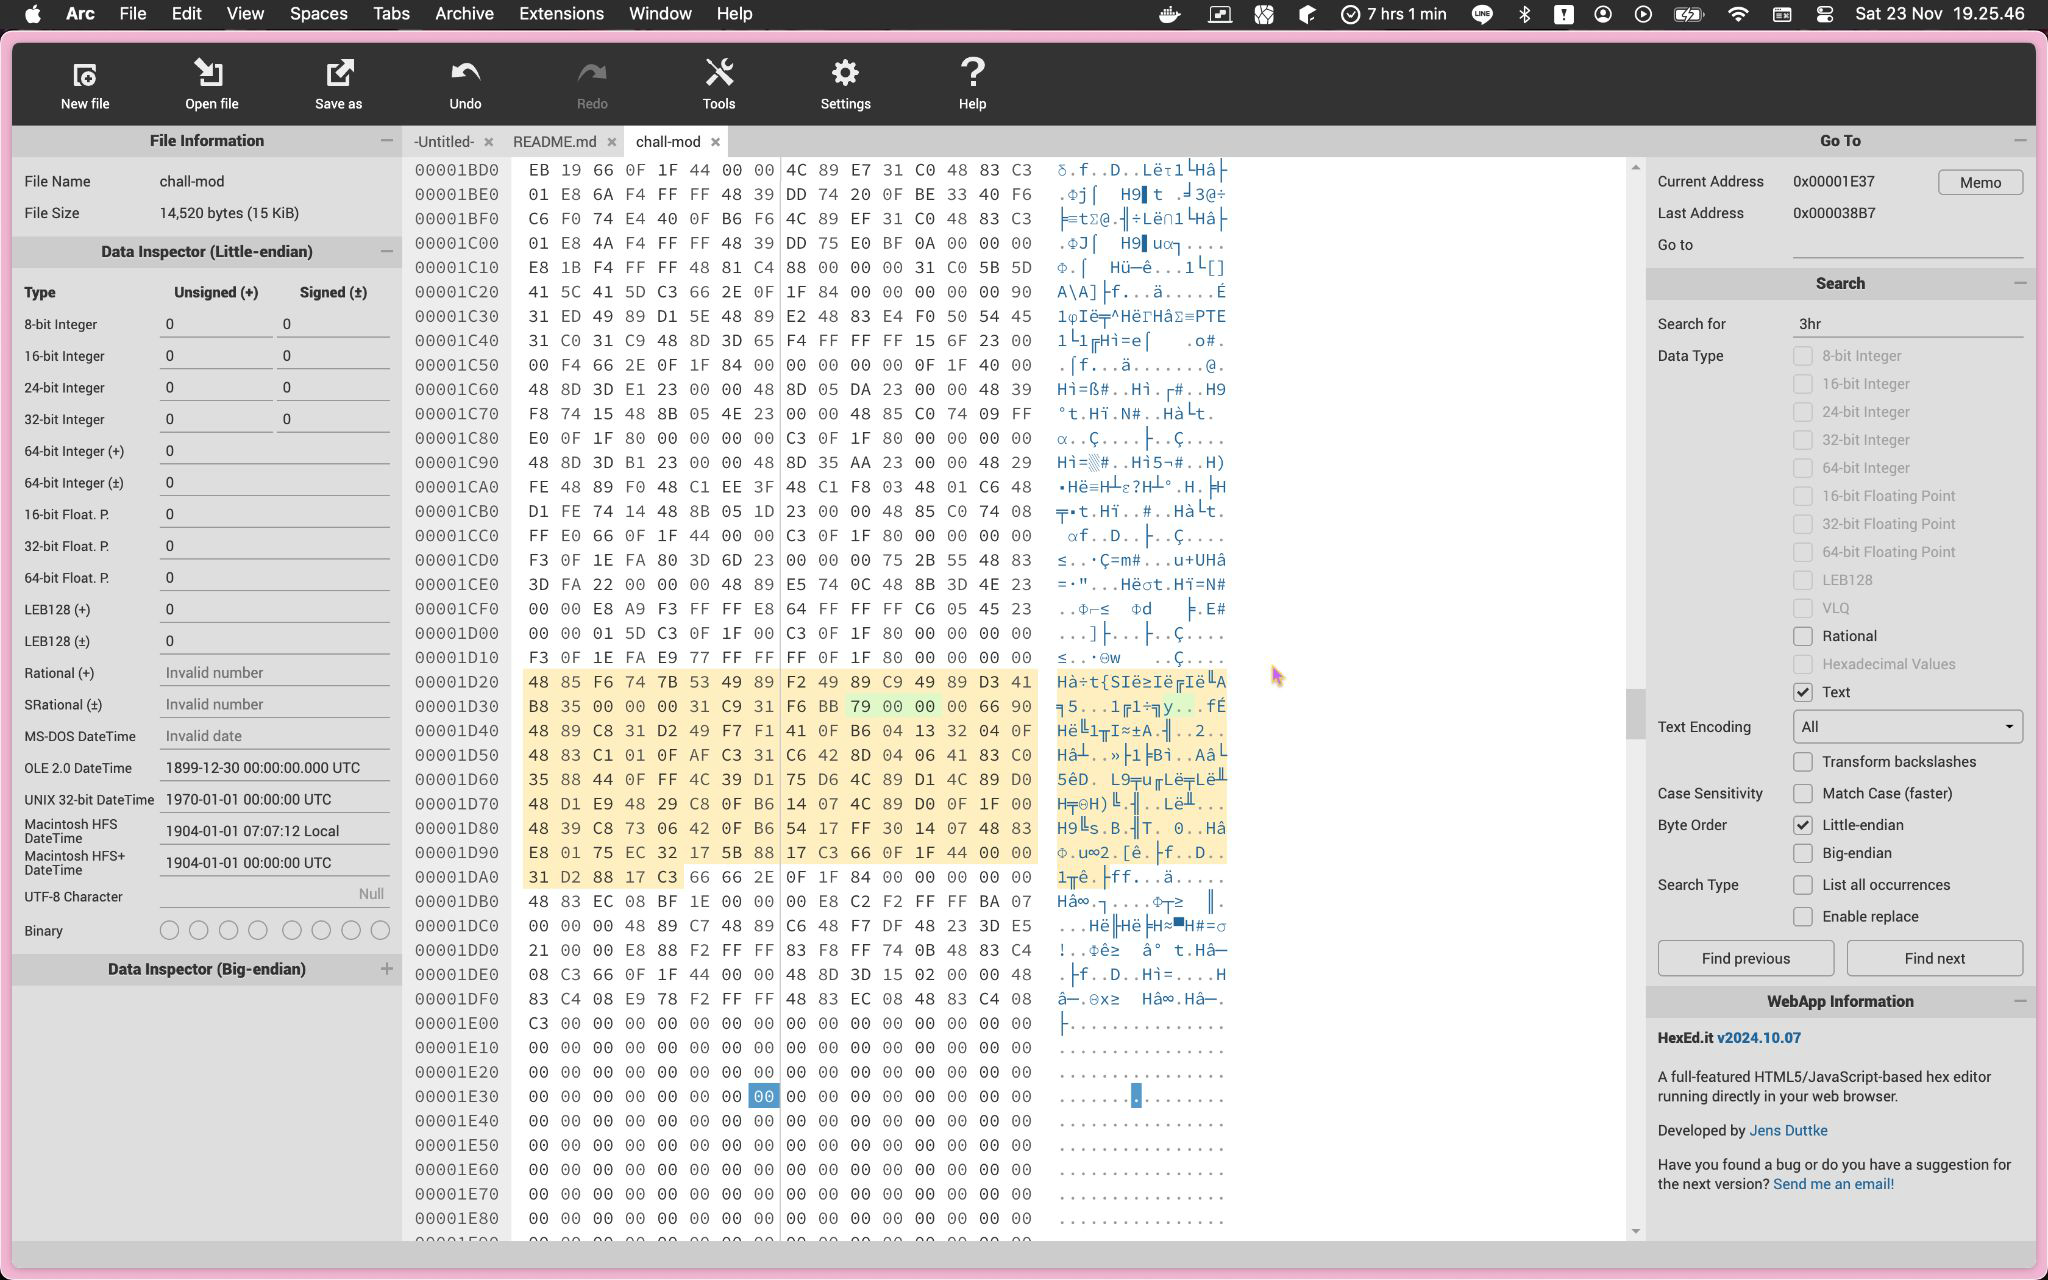 Arc File Edit View Spaces Tabs Archive Extensions Window Help 7 hrs 1 min LINE Sat 23 Nov 19.25.46
New file Open file Save as Undo Redo Tools Settings Help
File Information
File Name chall-mod
File Size 14,520 bytes (15 KiB)
Data Inspector (Little-endian)
Type Unsigned (+) Signed (±)
8-bit Integer 0 0
16-bit Integer 0 0
24-bit Integer 0 0
32-bit Integer 0 0
64-bit Integer (+) 0
64-bit Integer (±) 0
16-bit Float. P. 0
32-bit Float. P. 0
64-bit Float. P. 0
LEB128 (+) 0
LEB128 (±) 0
Rational (+) Invalid number
SRational (±) Invalid number
MS-DOS DateTime Invalid date
OLE 2.0 DateTime 1899-12-30 00:00:00.000 UTC
UNIX 32-bit DateTime 1970-01-01 00:00:00 UTC
Macintosh HFS DateTime 1904-01-01 07:07:12 Local
Macintosh HFS+ DateTime 1904-01-01 00:00:00 UTC
UTF-8 Character Null
Binary
Data Inspector (Big-endian)
-Untitled- README.md chall-mod
00001BD0 EB 19 66 0F 1F 44 00 00 4C 89 E7 31 C0 48 83 C3
00001BE0 01 E8 6A F4 FF FF 48 39 DD 74 20 0F BE 33 40 F6
00001BF0 C6 F0 74 E4 40 0F B6 F6 4C 89 EF 31 C0 48 83 C3
00001C00 01 E8 4A F4 FF FF 48 39 DD 75 E0 BF 0A 00 00 00
00001C10 E8 1B F4 FF FF 48 81 C4 88 00 00 00 31 C0 5B 5D
00001C20 41 5C 41 5D C3 66 2E 0F 1F 84 00 00 00 00 00 90
00001C30 31 ED 49 89 D1 5E 48 89 E2 48 83 E4 F0 50 54 45
00001C40 31 C0 31 C9 48 8D 3D 65 F4 FF FF FF 15 6F 23 00
00001C50 00 F4 66 2E 0F 1F 84 00 00 00 00 00 0F 1F 40 00
00001C60 48 8D 3D E1 23 00 00 48 8D 05 DA 23 00 00 48 39
00001C70 F8 74 15 48 8B 05 4E 23 00 00 48 85 C0 74 09 FF
00001C80 E0 0F 1F 80 00 00 00 00 C3 0F 1F 80 00 00 00 00
00001C90 48 8D 3D B1 23 00 00 48 8D 35 AA 23 00 00 48 29
00001CA0 FE 48 89 F0 48 C1 EE 3F 48 C1 F8 03 48 01 C6 48
00001CB0 D1 FE 74 14 48 8B 05 1D 23 00 00 48 85 C0 74 08
00001CC0 FF E0 66 0F 1F 44 00 00 C3 0F 1F 80 00 00 00 00
00001CD0 F3 0F 1E FA 80 3D 6D 23 00 00 00 75 2B 55 48 83
00001CE0 3D FA 22 00 00 00 48 89 E5 74 0C 48 8B 3D 4E 23
00001CF0 00 00 E8 A9 F3 FF FF E8 64 FF FF FF C6 05 45 23
00001D00 00 00 01 5D C3 0F 1F 00 C3 0F 1F 80 00 00 00 00
00001D10 F3 0F 1E FA E9 77 FF FF FF 0F 1F 80 00 00 00 00
00001D20 48 85 F6 74 7B 53 49 89 F2 49 89 C9 49 89 D3 41
00001D30 B8 35 00 00 00 31 C9 31 F6 BB 79 00 00 00 66 90
00001D40 48 89 C8 31 D2 49 F7 F1 41 0F B6 04 13 32 04 0F
00001D50 48 83 C1 01 0F AF C3 31 C6 42 8D 04 06 41 83 C0
00001D60 35 88 44 0F FF 4C 39 D1 75 D6 4C 89 D1 4C 89 D0
00001D70 48 D1 E9 48 29 C8 0F B6 14 07 4C 89 D0 0F 1F 00
00001D80 48 39 C8 73 06 42 0F B6 54 17 FF 30 14 07 48 83
00001D90 E8 01 75 EC 32 17 5B 88 17 C3 66 0F 1F 44 00 00
00001DA0 31 D2 88 17 C3 66 66 2E 0F 1F 84 00 00 00 00 00
00001DB0 48 83 EC 08 BF 1E 00 00 00 E8 C2 F2 FF FF BA 07
00001DC0 00 00 00 48 89 C7 48 89 C6 48 F7 DF 48 23 3D E5
00001DD0 21 00 00 E8 88 F2 FF FF 83 F8 FF 74 0B 48 83 C4
00001DE0 08 C3 66 0F 1F 44 00 00 48 8D 3D 15 02 00 00 48
00001DF0 83 C4 08 E9 78 F2 FF FF 48 83 EC 08 48 83 C4 08
00001E00 C3 00 00 00 00 00 00 00 00 00 00 00 00 00 00 00
00001E10 00 00 00 00 00 00 00 00 00 00 00 00 00 00 00 00
00001E20 00 00 00 00 00 00 00 00 00 00 00 00 00 00 00 00
00001E30 00 00 00 00 00 00 00 00 00 00 00 00 00 00 00 00
00001E40 00 00 00 00 00 00 00 00 00 00 00 00 00 00 00 00
00001E50 00 00 00 00 00 00 00 00 00 00 00 00 00 00 00 00
00001E60 00 00 00 00 00 00 00 00 00 00 00 00 00 00 00 00
00001E70 00 00 00 00 00 00 00 00 00 00 00 00 00 00 00 00
00001E80 00 00 00 00 00 00 00 00 00 00 00 00 00 00 00 00
Go To
Current Address 0x00001E37 Memo
Last Address 0x000038B7
Go to
Search
Search for 3hr
Data Type 8-bit Integer
16-bit Integer
24-bit Integer
32-bit Integer
64-bit Integer
16-bit Floating Point
32-bit Floating Point
64-bit Floating Point
LEB128
VLQ
Rational
Hexadecimal Values
Text
Text Encoding All
Transform backslashes
Case Sensitivity Match Case (faster)
Byte Order Little-endian
Big-endian
Search Type List all occurrences
Enable replace
Find previous Find next
WebApp Information
HexEd.it v2024.10.07
A full-featured HTML5/JavaScript-based hex editor
running directly in your web browser.
Developed by Jens Duttke
Have you found a bug or do you have a suggestion for
the next version? Send me an email!